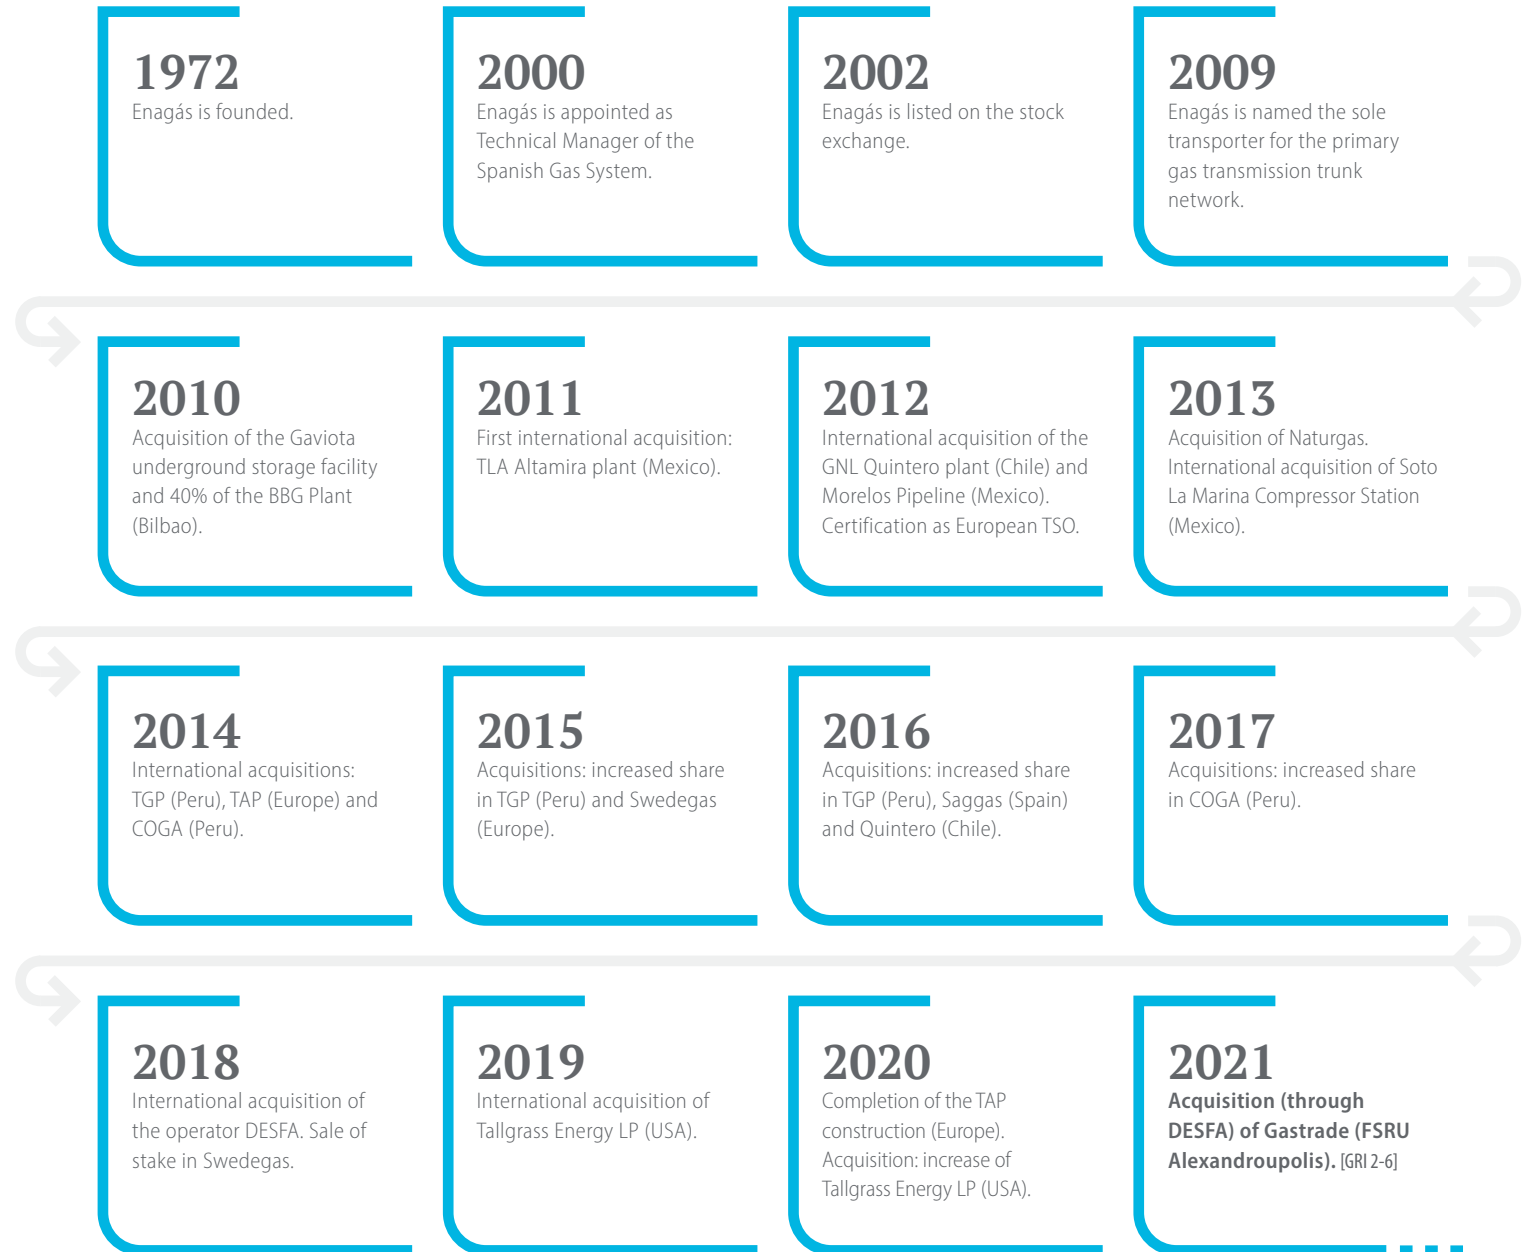 1972
Enagás is founded.
2000
Enagás is appointed as
Technical Manager of the
Spanish Gas System.
2002
Enagás is listed on the stock
exchange.
2009
Enagás is named the sole
transporter for the primary
gas transmission trunk
network.
2010
Acquisition of the Gaviota
underground storage facility
and 40% of the BBG Plant
(Bilbao).
2011
First international acquisition:
TLA Altamira plant (Mexico).
2012
International acquisition of the
GNL Quintero plant (Chile) and
Morelos Pipeline (Mexico).
Certification as European TSO.
2013
Acquisition of Naturgas.
International acquisition of Soto
La Marina Compressor Station
(Mexico).
2014
International acquisitions:
TGP (Peru), TAP (Europe) and
COGA (Peru).
2015
Acquisitions: increased share
in TGP (Peru) and Swedegas
(Europe).
2016
Acquisitions: increased share
in TGP (Peru), Saggas (Spain)
and Quintero (Chile).
2017
Acquisitions: increased share
in COGA (Peru).
2018
International acquisition of
the operator DESFA. Sale of
stake in Swedegas.
2019
International acquisition of
Tallgrass Energy LP (USA).
2020
Completion of the TAP
construction (Europe).
Acquisition: increase of
Tallgrass Energy LP (USA).
2021
Acquisition (through
DESFA) of Gastrade (FSRU
Alexandroupolis). [GRI 2-6]